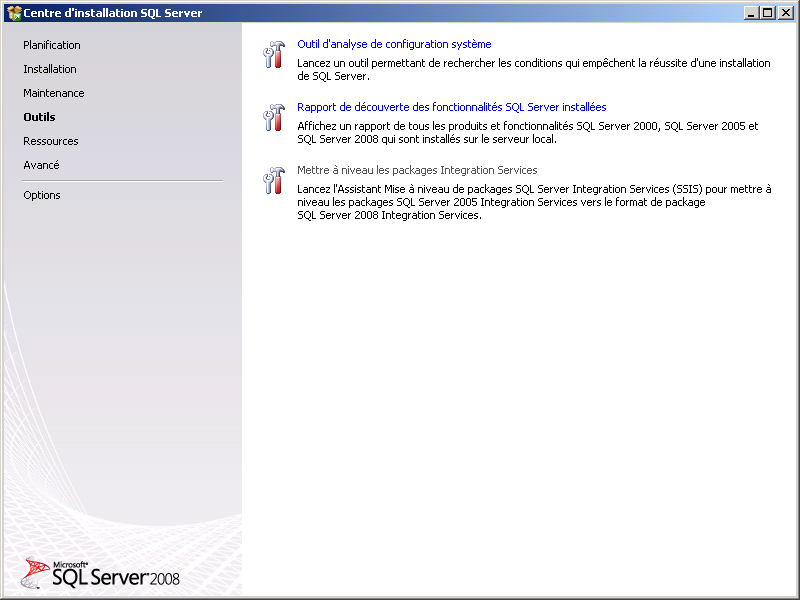 Centre d'installation SQL Server
Planification
Installation
Maintenance
Outils
Ressources
Avancé
Options
Outil d'analyse de configuration système
Lancez un outil permettant de rechercher les conditions qui empêchent la réussite d'une installation
de SQL Server.
Rapport de découverte des fonctionnalités SQL Server installées
Affichez un rapport de tous les produits et fonctionnalités SQL Server 2000, SQL Server 2005 et
SQL Server 2008 qui sont installés sur le serveur local.
Mettre à niveau les packages Integration Services
Lancez l'Assistant Mise à niveau de packages SQL Server Integration Services (SSIS) pour mettre à
niveau les packages SQL Server 2005 Integration Services vers le format de package
SQL Server 2008 Integration Services.
Microsoft®
SQL Server 2008